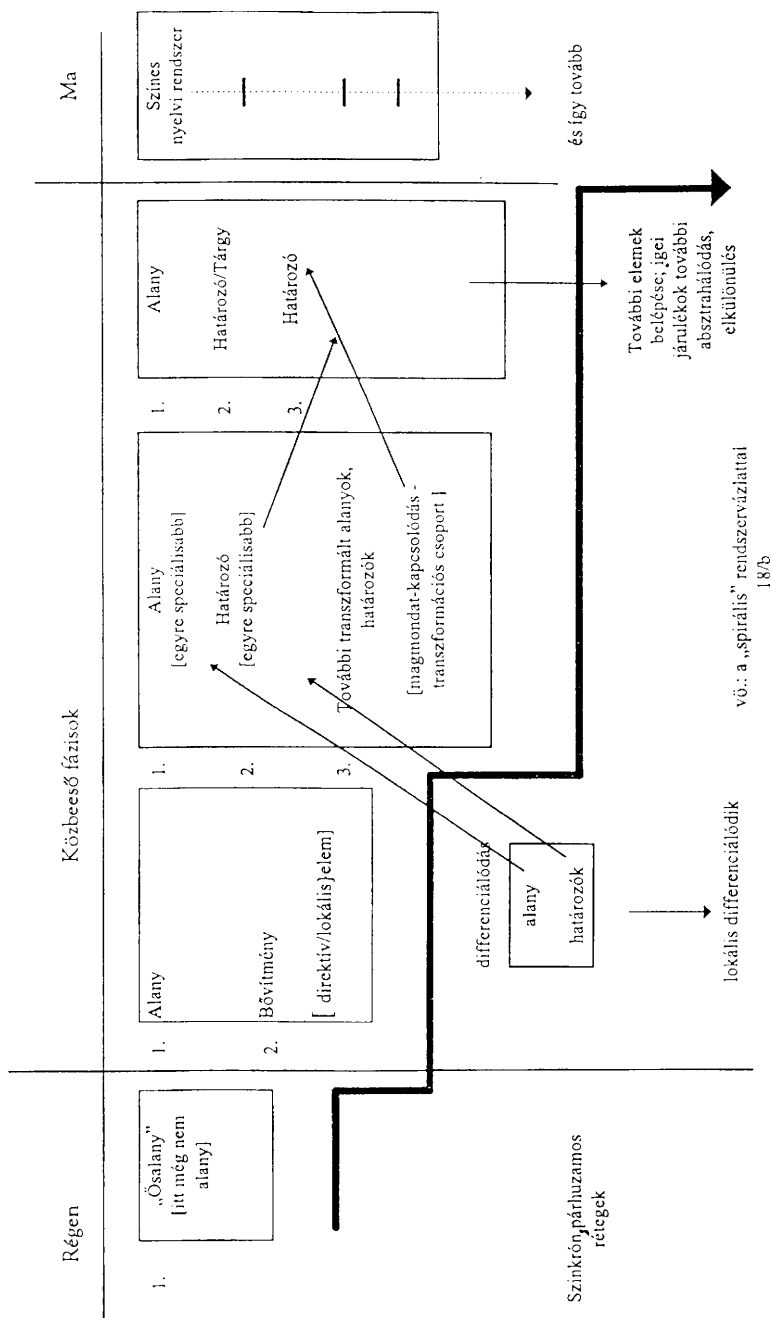 Régen
Közbeeső fázisok
Ma
1.
„Ősalany”
[itt még nem
alany]
1.
Alany
2.
Bővítmény
[ direktív/lokális}elem]
1.
Alany
[egyre speciálisabb]
2.
Határozó
[egyre speciálisabb]
3.
További transzformált alanyok,
határozók
[magmondat-kapcsolódás -
transzformációs csoport ]
1.
Alany
2.
Határozó/Tárgy
3.
Határozó
Színes
nyelvi rendszer
és így tovább
differenciálódás
alany
határozók
lokális differenciálódik
További elemek
belépése; igei
járulékok további
absztrahálódás,
elkülönülés
Szinkrón párhuzamos
rétegek
vö.: a „spirális” rendszervázlattal
18/b